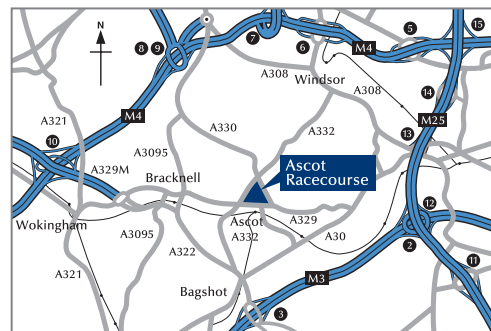 N
8
9
7
6
M4
5
15
A308
Windsor
A308
14
A321
M4
A330
A332
M25
10
A329M
A3095
13
Bracknell
Ascot
Racecourse
Wokingham
A3095
A322
Ascot
A332
A329
A30
12
2
A321
Bagshot
M3
11
3